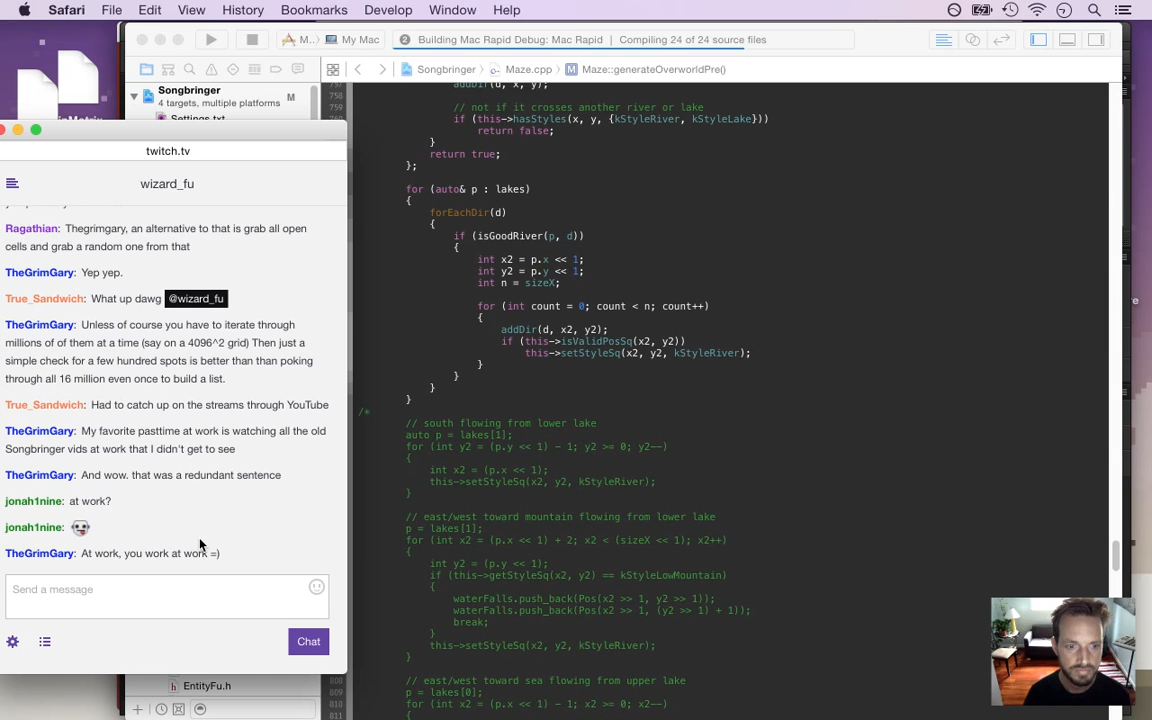 Safari File Edit View History Bookmarks Develop Window Help
M... My Mac
Building Mac Rapid Debug: Mac Rapid | Compiling 24 of 24 source files
Songbringer Maze.cpp M Maze::generateOverworldPre()
Songbringer M
4 targets, multiple platforms
Settings.txt
twitch.tv
wizard_fu
Ragathian: Thegrimgary, an alternative to that is grab all open
cells and grab a random one from that
TheGrimGary: Yep yep.
True_Sandwich: What up dawg @wizard_fu
TheGrimGary: Unless of course you have to iterate through
millions of of them at a time (say on a 4096^2 grid) Then just a
simple check for a few hundred spots is better than than poking
through all 16 million even once to build a list.
True_Sandwich: Had to catch up on the streams through YouTube
TheGrimGary: My favorite pasttime at work is watching all the old
Songbringer vids at work that I didn't get to see
TheGrimGary: And wow. that was a redundant sentence
jonah1nine: at work?
jonah1nine:
TheGrimGary: At work, you work at work =)
Send a message
Chat
EntityFu.h
758 addDir(d, x, y);
759 // not if it crosses another river or lake
if (this->hasStyles(x, y, {kStyleRiver, kStyleLake}))
return false;
}
return true;
};
for (auto& p : lakes)
{
forEachDir(d)
{
if (isGoodRiver(p, d))
{
int x2 = p.x << 1;
int y2 = p.y << 1;
int n = sizeX;
for (int count = 0; count < n; count++)
{
addDir(d, x2, y2);
if (this->isValidPosSq(x2, y2))
this->setStyleSq(x2, y2, kStyleRiver);
}
}
}
}
/*
// south flowing from lower lake
auto p = lakes[1];
for (int y2 = (p.y << 1) - 1; y2 >= 0; y2--)
{
int x2 = (p.x << 1);
this->setStyleSq(x2, y2, kStyleRiver);
}
// east/west toward mountain flowing from lower lake
p = lakes[1];
for (int x2 = (p.x << 1) + 2; x2 < (sizeX << 1); x2++)
{
int y2 = (p.y << 1);
if (this->getStyleSq(x2, y2) == kStyleLowMountain)
{
waterFalls.push_back(Pos(x2 >> 1, y2 >> 1));
waterFalls.push_back(Pos(x2 >> 1, (y2 >> 1) + 1));
break;
}
this->setStyleSq(x2, y2, kStyleRiver);
}
// east/west toward sea flowing from upper lake
p = lakes[0];
for (int x2 = (p.x << 1) - 1; x2 >= 0; x2--)
{